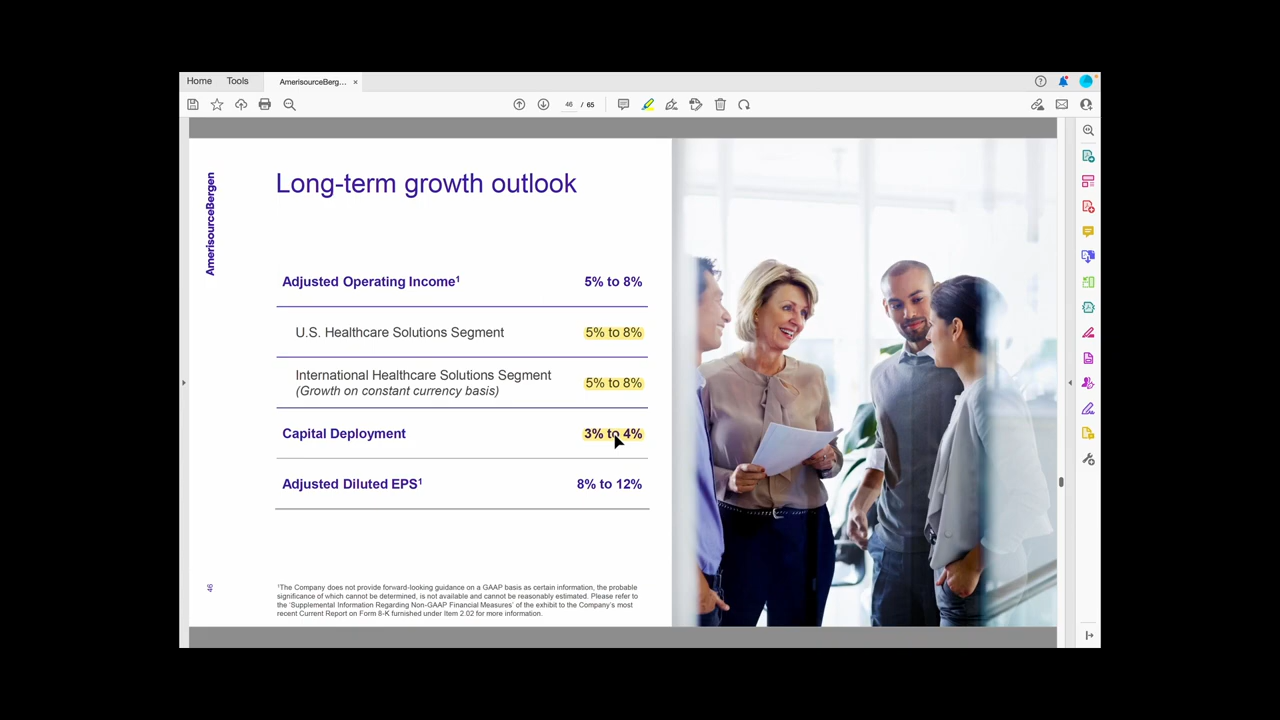 Home Tools AmerisourceBerg... ×
46 / 65
AmerisourceBergen
Long-term growth outlook
Adjusted Operating Income¹ 5% to 8%
U.S. Healthcare Solutions Segment 5% to 8%
International Healthcare Solutions Segment
(Growth on constant currency basis) 5% to 8%
Capital Deployment 3% to 4%
Adjusted Diluted EPS¹ 8% to 12%
46
¹The Company does not provide forward-looking guidance on a GAAP basis as certain information, the probable
significance of which cannot be determined, is not available and cannot be reasonably estimated. Please refer to
the 'Supplemental Information Regarding Non-GAAP Financial Measures' of the exhibit to the Company's most
recent Current Report on Form 8-K furnished under Item 2.02 for more information.